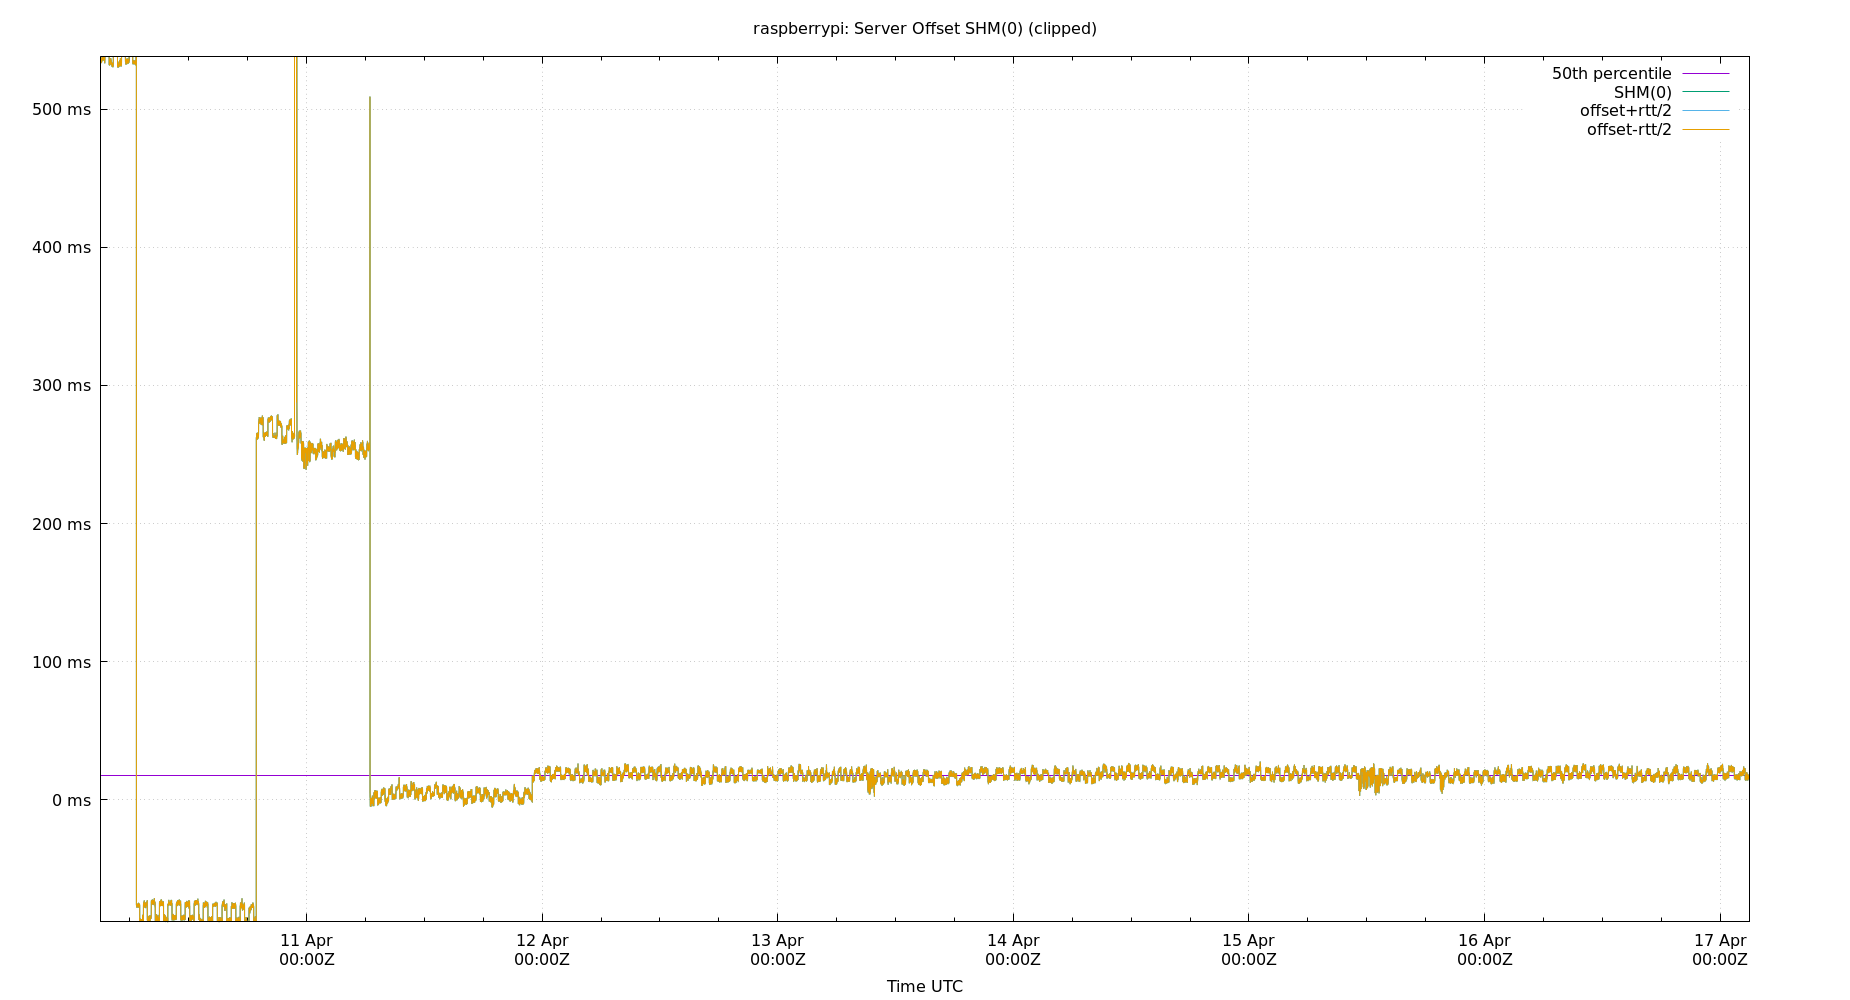 raspberrypi: Server Offset SHM(0) (clipped)
50th percentile
SHM(0)
offset+rtt/2
offset-rtt/2
500 ms
400 ms
300 ms
200 ms
100 ms
0 ms
11 Apr 12 Apr 13 Apr 14 Apr 15 Apr 16 Apr 17 Apr
00:00Z 00:00Z 00:00Z 00:00Z 00:00Z 00:00Z 00:00Z
Time UTC